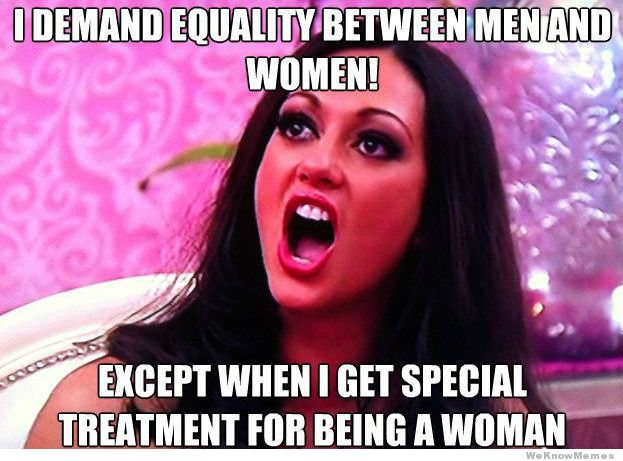 I DEMAND EQUALITY BETWEEN MEN AND
WOMEN!
EXCEPT WHEN I GET SPECIAL
TREATMENT FOR BEING A WOMAN
WeKnowMemes